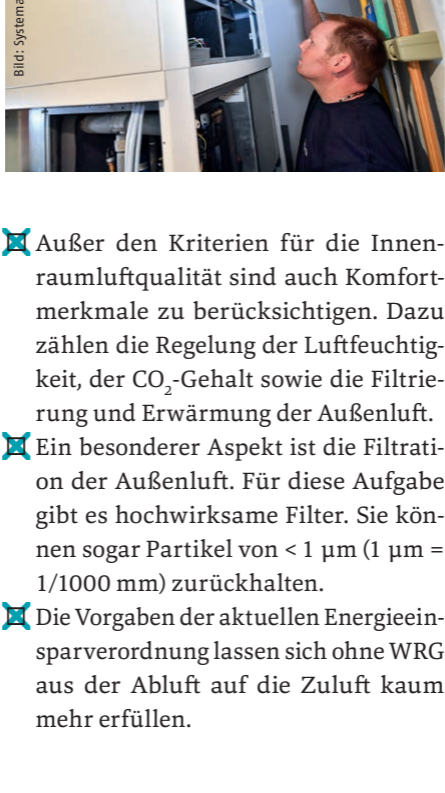 Bild: Systema
Außer den Kriterien für die Innen-
raumluftqualität sind auch Komfort-
merkmale zu berücksichtigen. Dazu
zählen die Regelung der Luftfeuchtig-
keit, der CO₂-Gehalt sowie die Filtrie-
rung und Erwärmung der Außenluft.
Ein besonderer Aspekt ist die Filtrati-
on der Außenluft. Für diese Aufgabe
gibt es hochwirksame Filter. Sie kön-
nen sogar Partikel von < 1 µm (1 µm =
1/1000 mm) zurückhalten.
Die Vorgaben der aktuellen Energieein-
sparverordnung lassen sich ohne WRG
aus der Abluft auf die Zuluft kaum
mehr erfüllen.